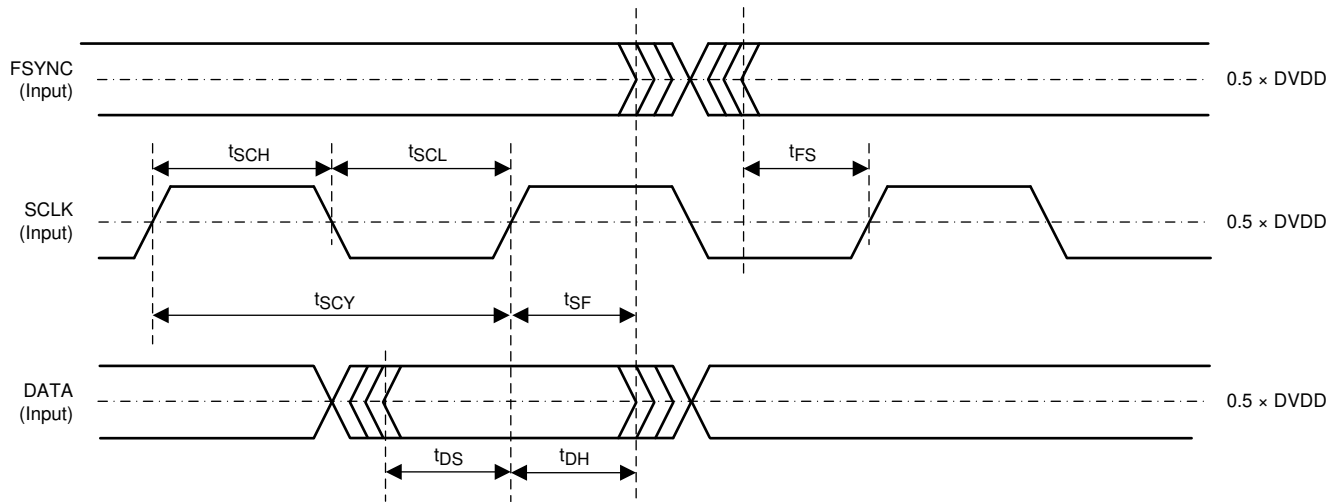 FSYNC
(Input)
0.5 × DVDD
tSCH
tSCL
tFS
SCLK
(Input)
0.5 × DVDD
tSCY
tSF
DATA
(Input)
0.5 × DVDD
tDS
tDH